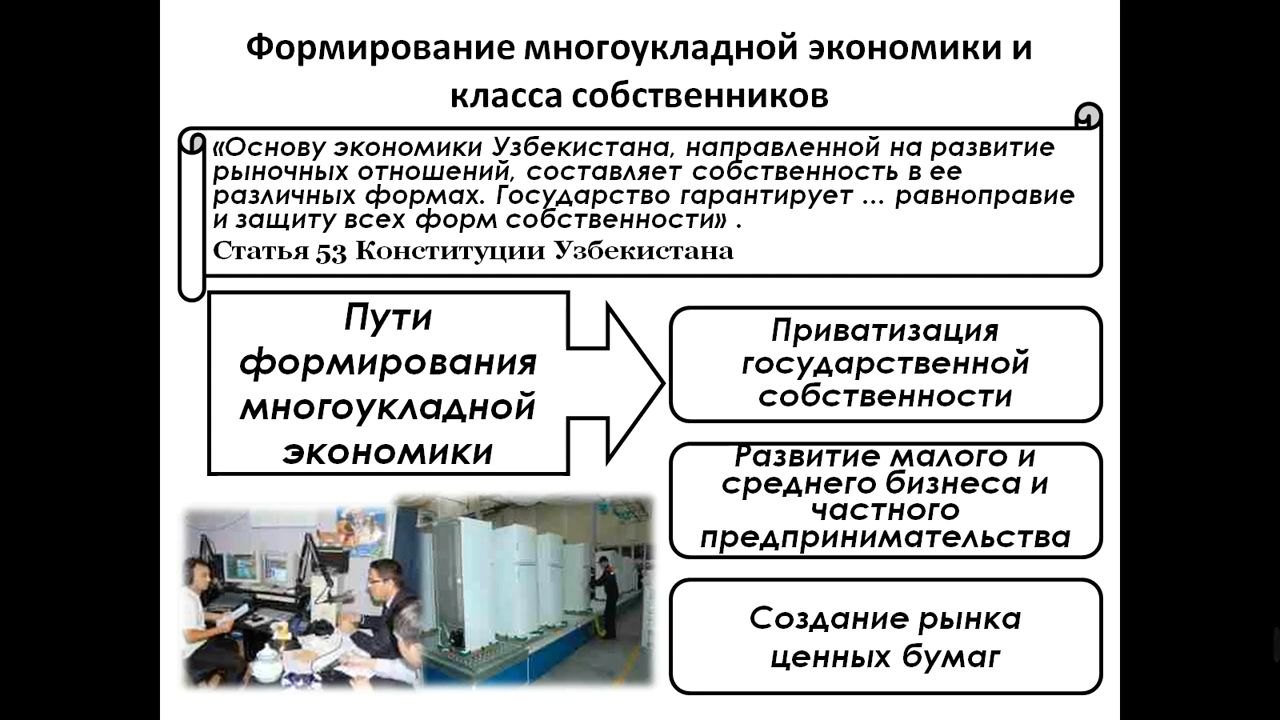 Формирование многоукладной экономики и
класса собственников
«Основу экономики Узбекистана, направленной на развитие
рыночных отношений, составляет собственность в ее
различных формах. Государство гарантирует ... равноправие
и защиту всех форм собственности» .
Статья 53 Конституции Узбекистана
Пути
формирования
многоукладной
экономики
Приватизация
государственной
собственности
Развитие малого и
среднего бизнеса и
частного
предпринимательства
Создание рынка
ценных бумаг